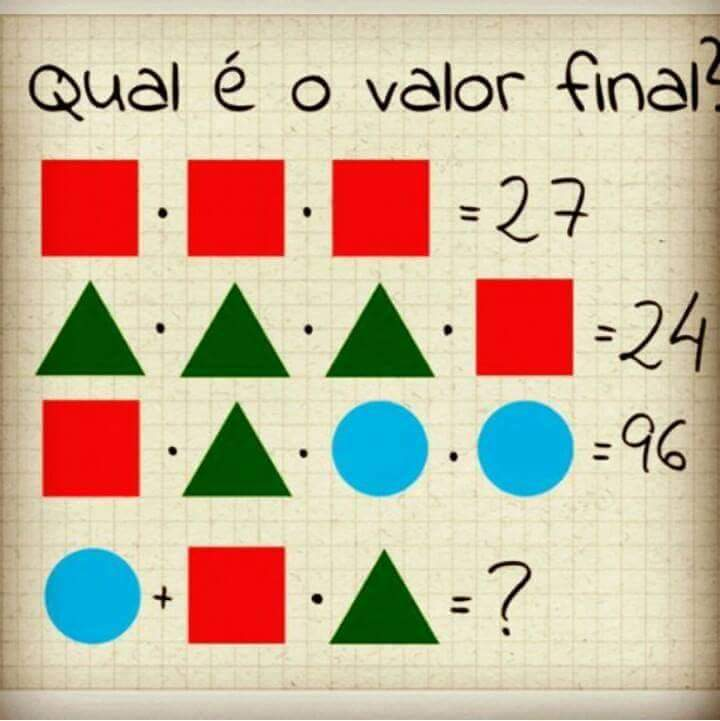 Qual é o valor final?
· · = 27
· · · = 24
· · · = 96
+ · = ?